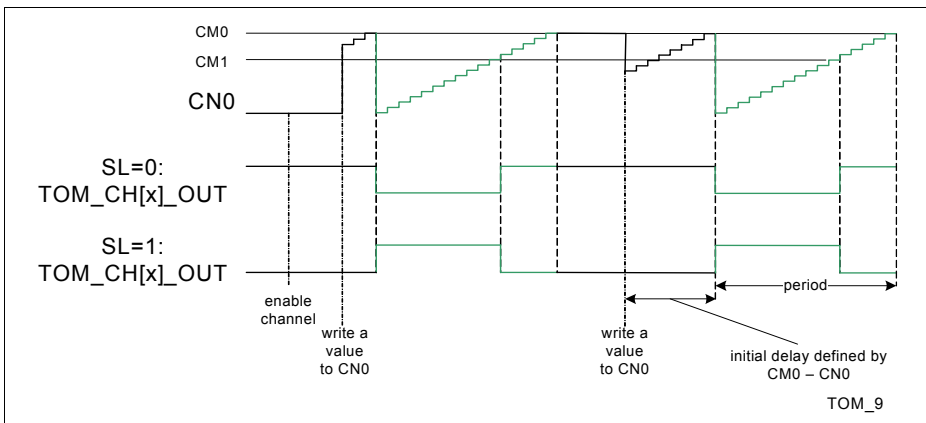 CM0
CM1
CN0
SL=0:
TOM_CH[x]_OUT
SL=1:
TOM_CH[x]_OUT
enable
channel
write a
value
to CN0
write a
value
to CN0
period
initial delay defined by
CM0 – CN0
TOM_9